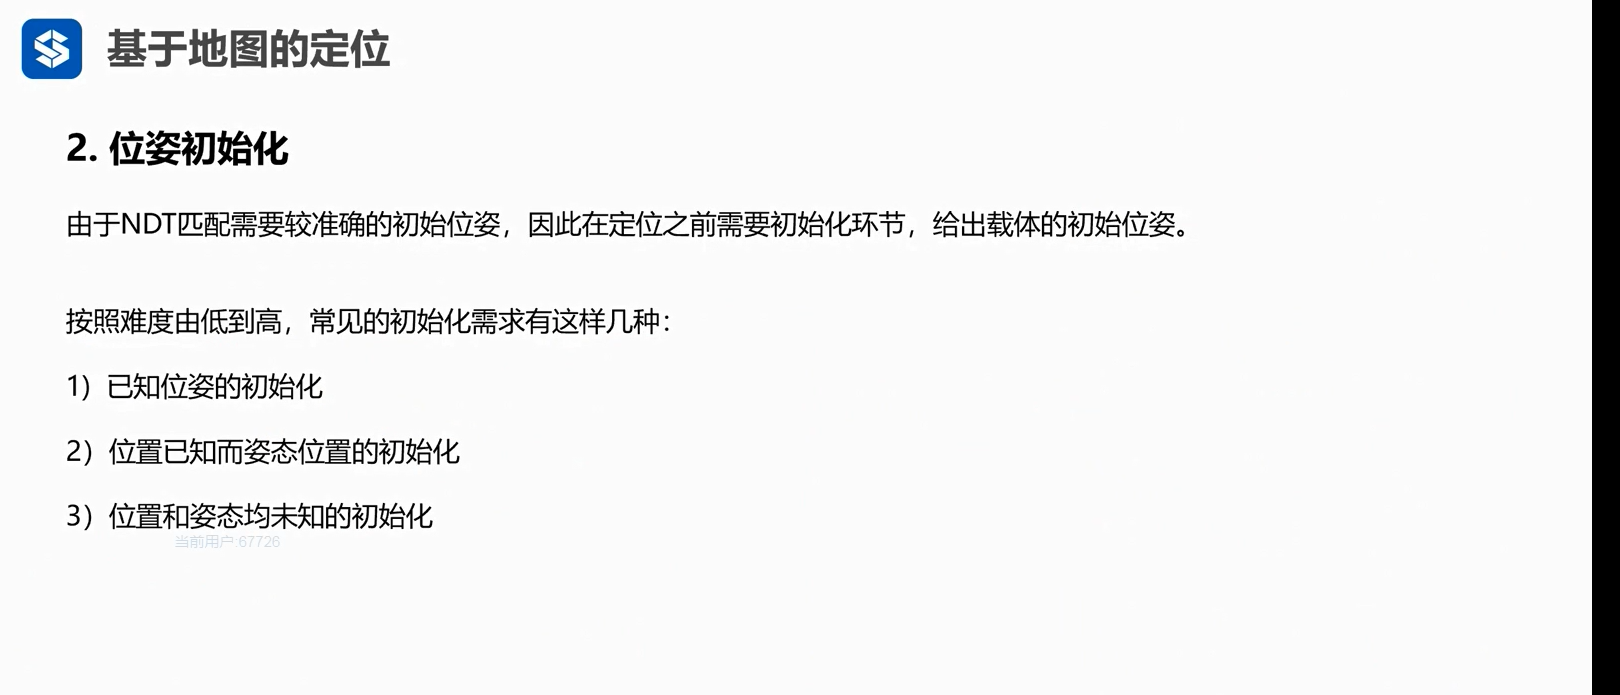 基于地图的定位
2. 位姿初始化
由于NDT匹配需要较准确的初始位姿，因此在定位之前需要初始化环节，给出载体的初始位姿。
按照难度由低到高，常见的初始化需求有这样几种：
1）已知位姿的初始化
2）位置已知而姿态位置的初始化
3）位置和姿态均未知的初始化
当前用户:67726